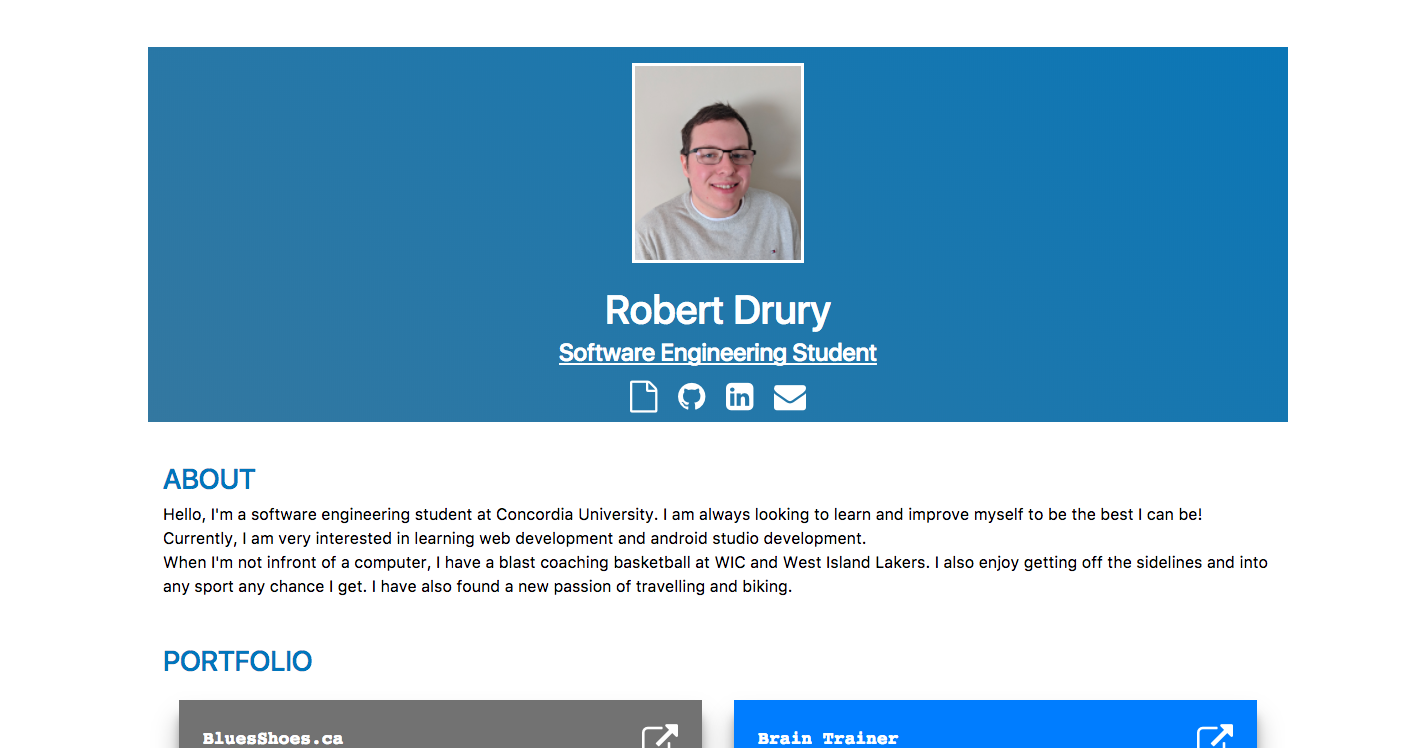 Robert Drury
Software Engineering Student
ABOUT
Hello, I'm a software engineering student at Concordia University. I am always looking to learn and improve myself to be the best I can be!
Currently, I am very interested in learning web development and android studio development.
When I'm not infront of a computer, I have a blast coaching basketball at WIC and West Island Lakers. I also enjoy getting off the sidelines and into
any sport any chance I get. I have also found a new passion of travelling and biking.
PORTFOLIO
BluesShoes.ca
Brain Trainer